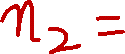 n₂ =